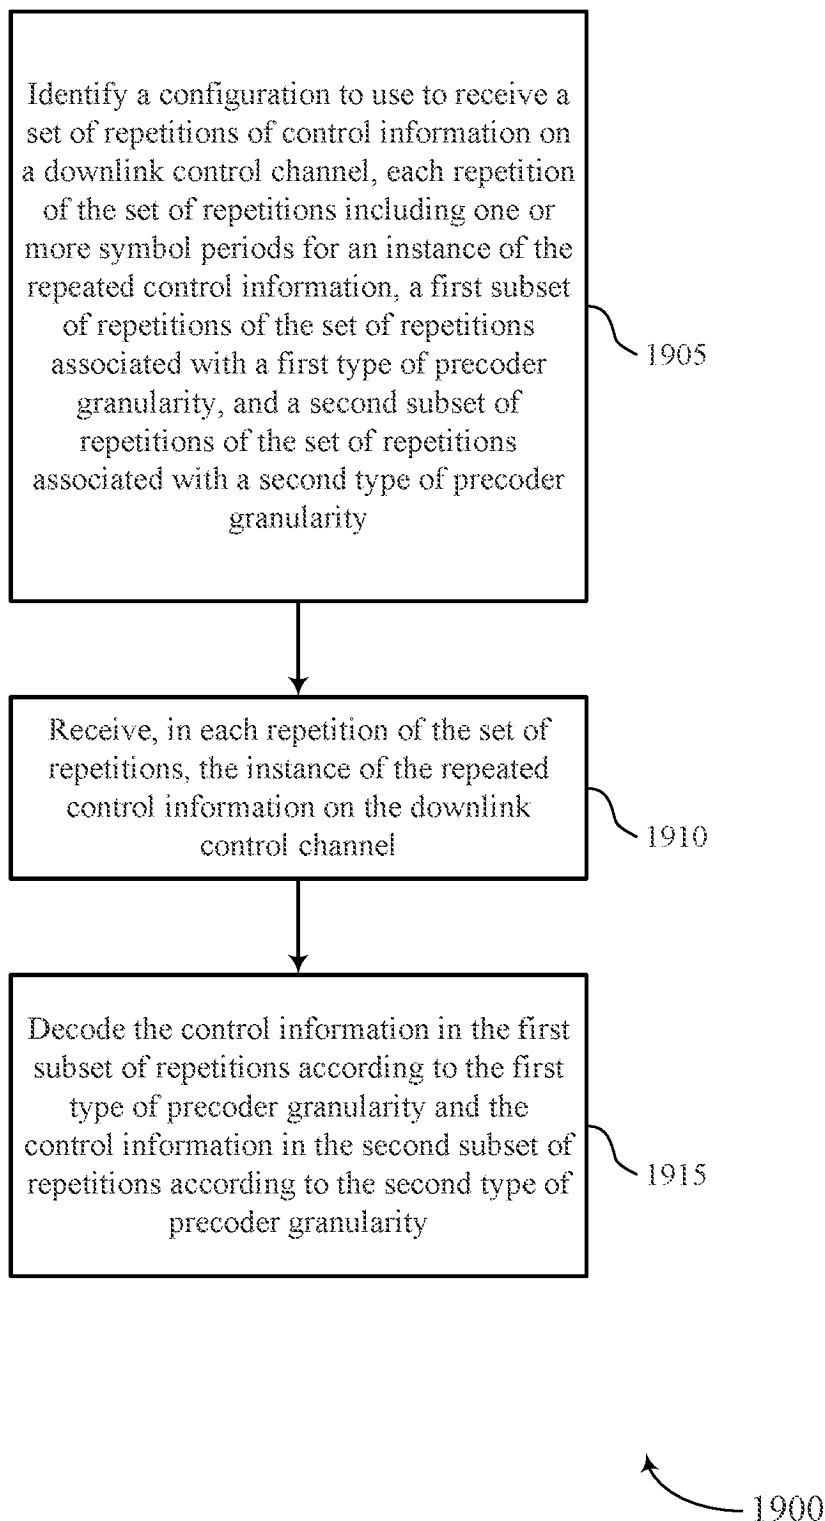 Identify a configuration to use to receive a
set of repetitions of control information on
a downlink control channel, each repetition
of the set of repetitions including one or
more symbol periods for an instance of the
repeated control information, a first subset
of repetitions of the set of repetitions
associated with a first type of precoder
granularity, and a second subset of
repetitions of the set of repetitions
associated with a second type of precoder
granularity
1905
Receive, in each repetition of the set of
repetitions, the instance of the repeated
control information on the downlink
control channel
1910
Decode the control information in the first
subset of repetitions according to the first
type of precoder granularity and the
control information in the second subset of
repetitions according to the second type of
precoder granularity
1915
1900